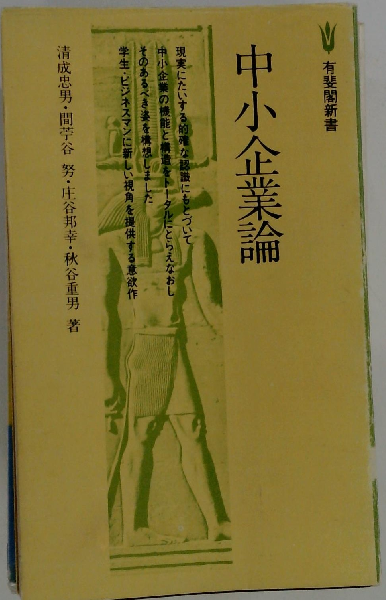 有斐閣新書
中小企業論
現実にたいする的確な認識にもとづいて
中小企業の機能と構造をトータルにとらえなおし
そのあるべき姿を構想しました
学生・ビジネスマンに新しい視角を提供する意欲作
清成忠男・間苧谷 努・庄谷邦幸・秋谷重男 著